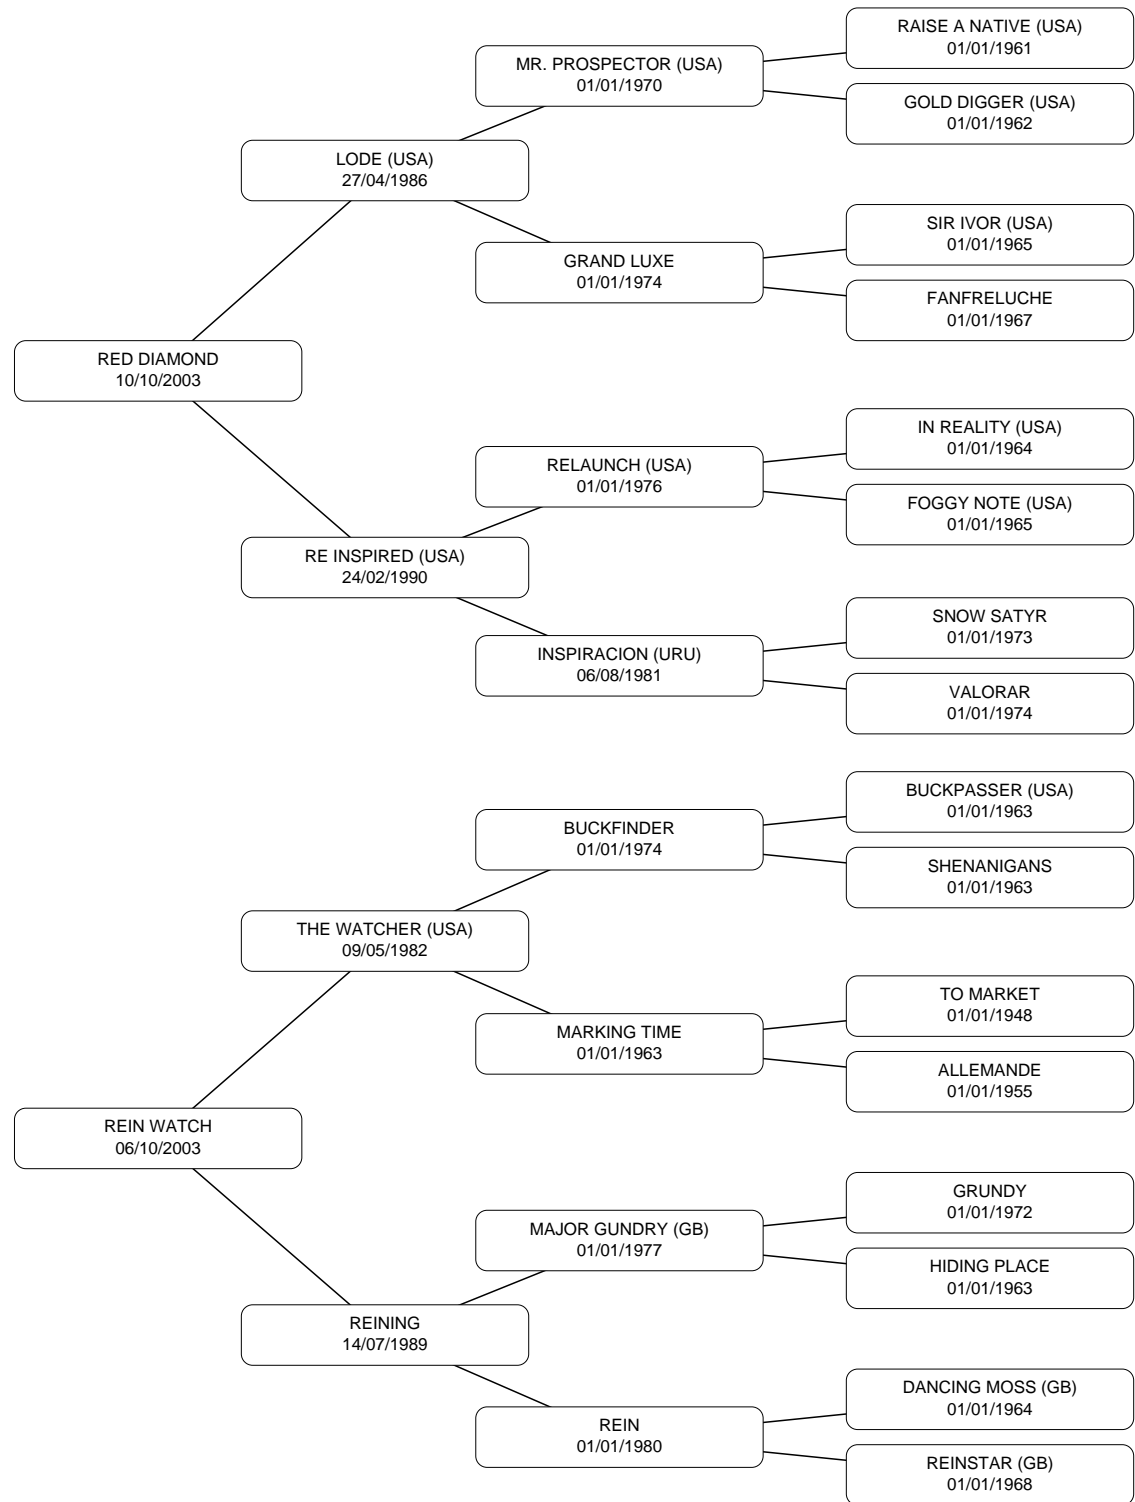 RAISE A NATIVE (USA)
01/01/1961
MR. PROSPECTOR (USA)
01/01/1970
GOLD DIGGER (USA)
01/01/1962
LODE (USA)
27/04/1986
SIR IVOR (USA)
01/01/1965
GRAND LUXE
01/01/1974
FANFRELUCHE
01/01/1967
RED DIAMOND
10/10/2003
IN REALITY (USA)
01/01/1964
RELAUNCH (USA)
01/01/1976
FOGGY NOTE (USA)
01/01/1965
RE INSPIRED (USA)
24/02/1990
SNOW SATYR
01/01/1973
INSPIRACION (URU)
06/08/1981
VALORAR
01/01/1974
BUCKPASSER (USA)
01/01/1963
BUCKFINDER
01/01/1974
SHENANIGANS
01/01/1963
THE WATCHER (USA)
09/05/1982
TO MARKET
01/01/1948
MARKING TIME
01/01/1963
ALLEMANDE
01/01/1955
REIN WATCH
06/10/2003
GRUNDY
01/01/1972
MAJOR GUNDRY (GB)
01/01/1977
HIDING PLACE
01/01/1963
REINING
14/07/1989
DANCING MOSS (GB)
01/01/1964
REIN
01/01/1980
REINSTAR (GB)
01/01/1968